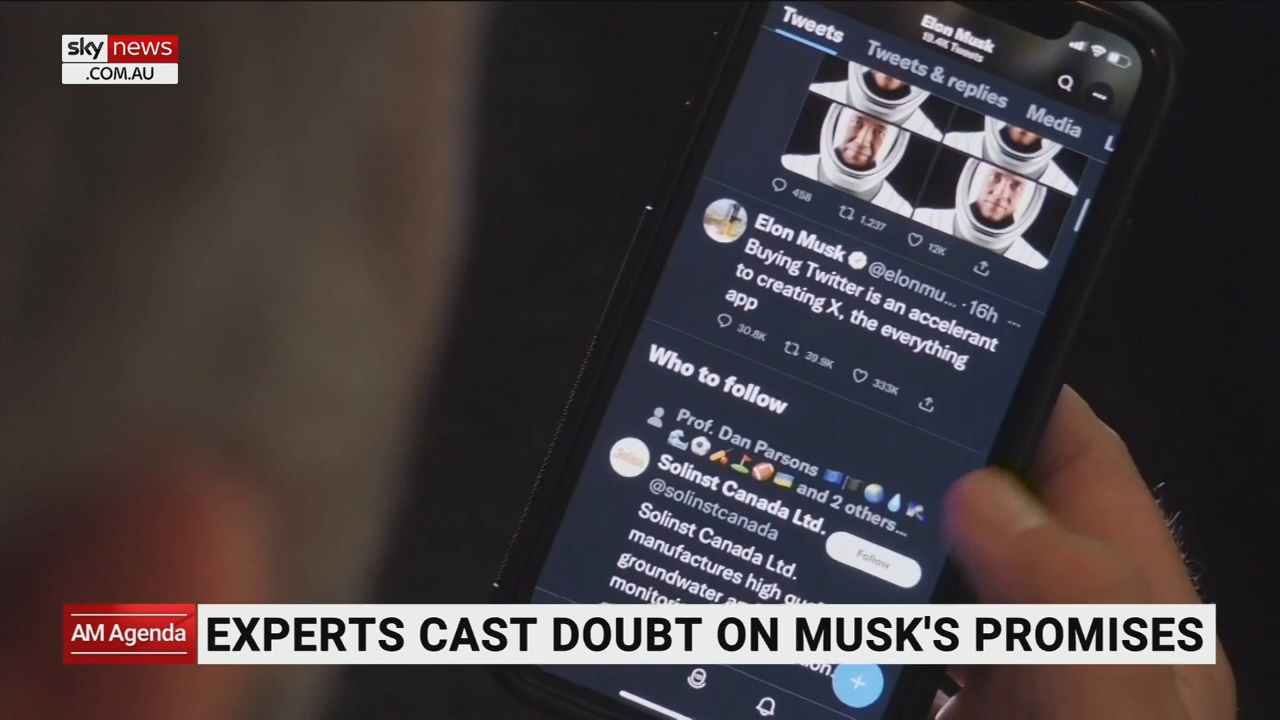 sky news
.COM.AU
Elon Musk
19.4K Tweets
Tweets
Tweets & replies
Media
L
458
1,237
12K
Elon Musk @elonmu... · 16h
Buying Twitter is an accelerant
to creating X, the everything
app
30.8K
39.9K
333K
Who to follow
Prof. Dan Parsons
and 2 others...
Solinst Canada Ltd.
@solinstcanada
Follow
Solinst Canada Ltd.
manufactures high
groundwater
AM Agenda
EXPERTS CAST DOUBT ON MUSK'S PROMISES